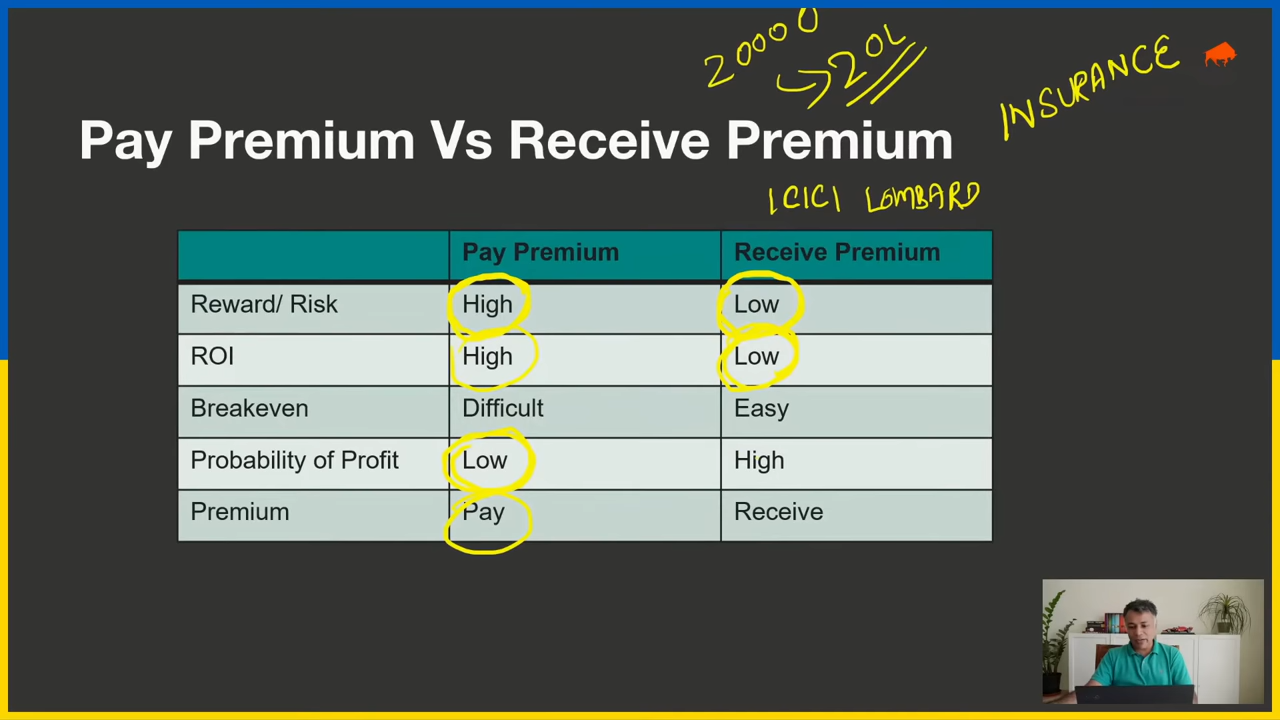 20000
20L
INSURANCE
Pay Premium Vs Receive Premium
ICICI LOMBARD
Pay Premium Receive Premium
Reward/ Risk High Low
ROI High Low
Breakeven Difficult Easy
Probability of Profit Low High
Premium Pay Receive